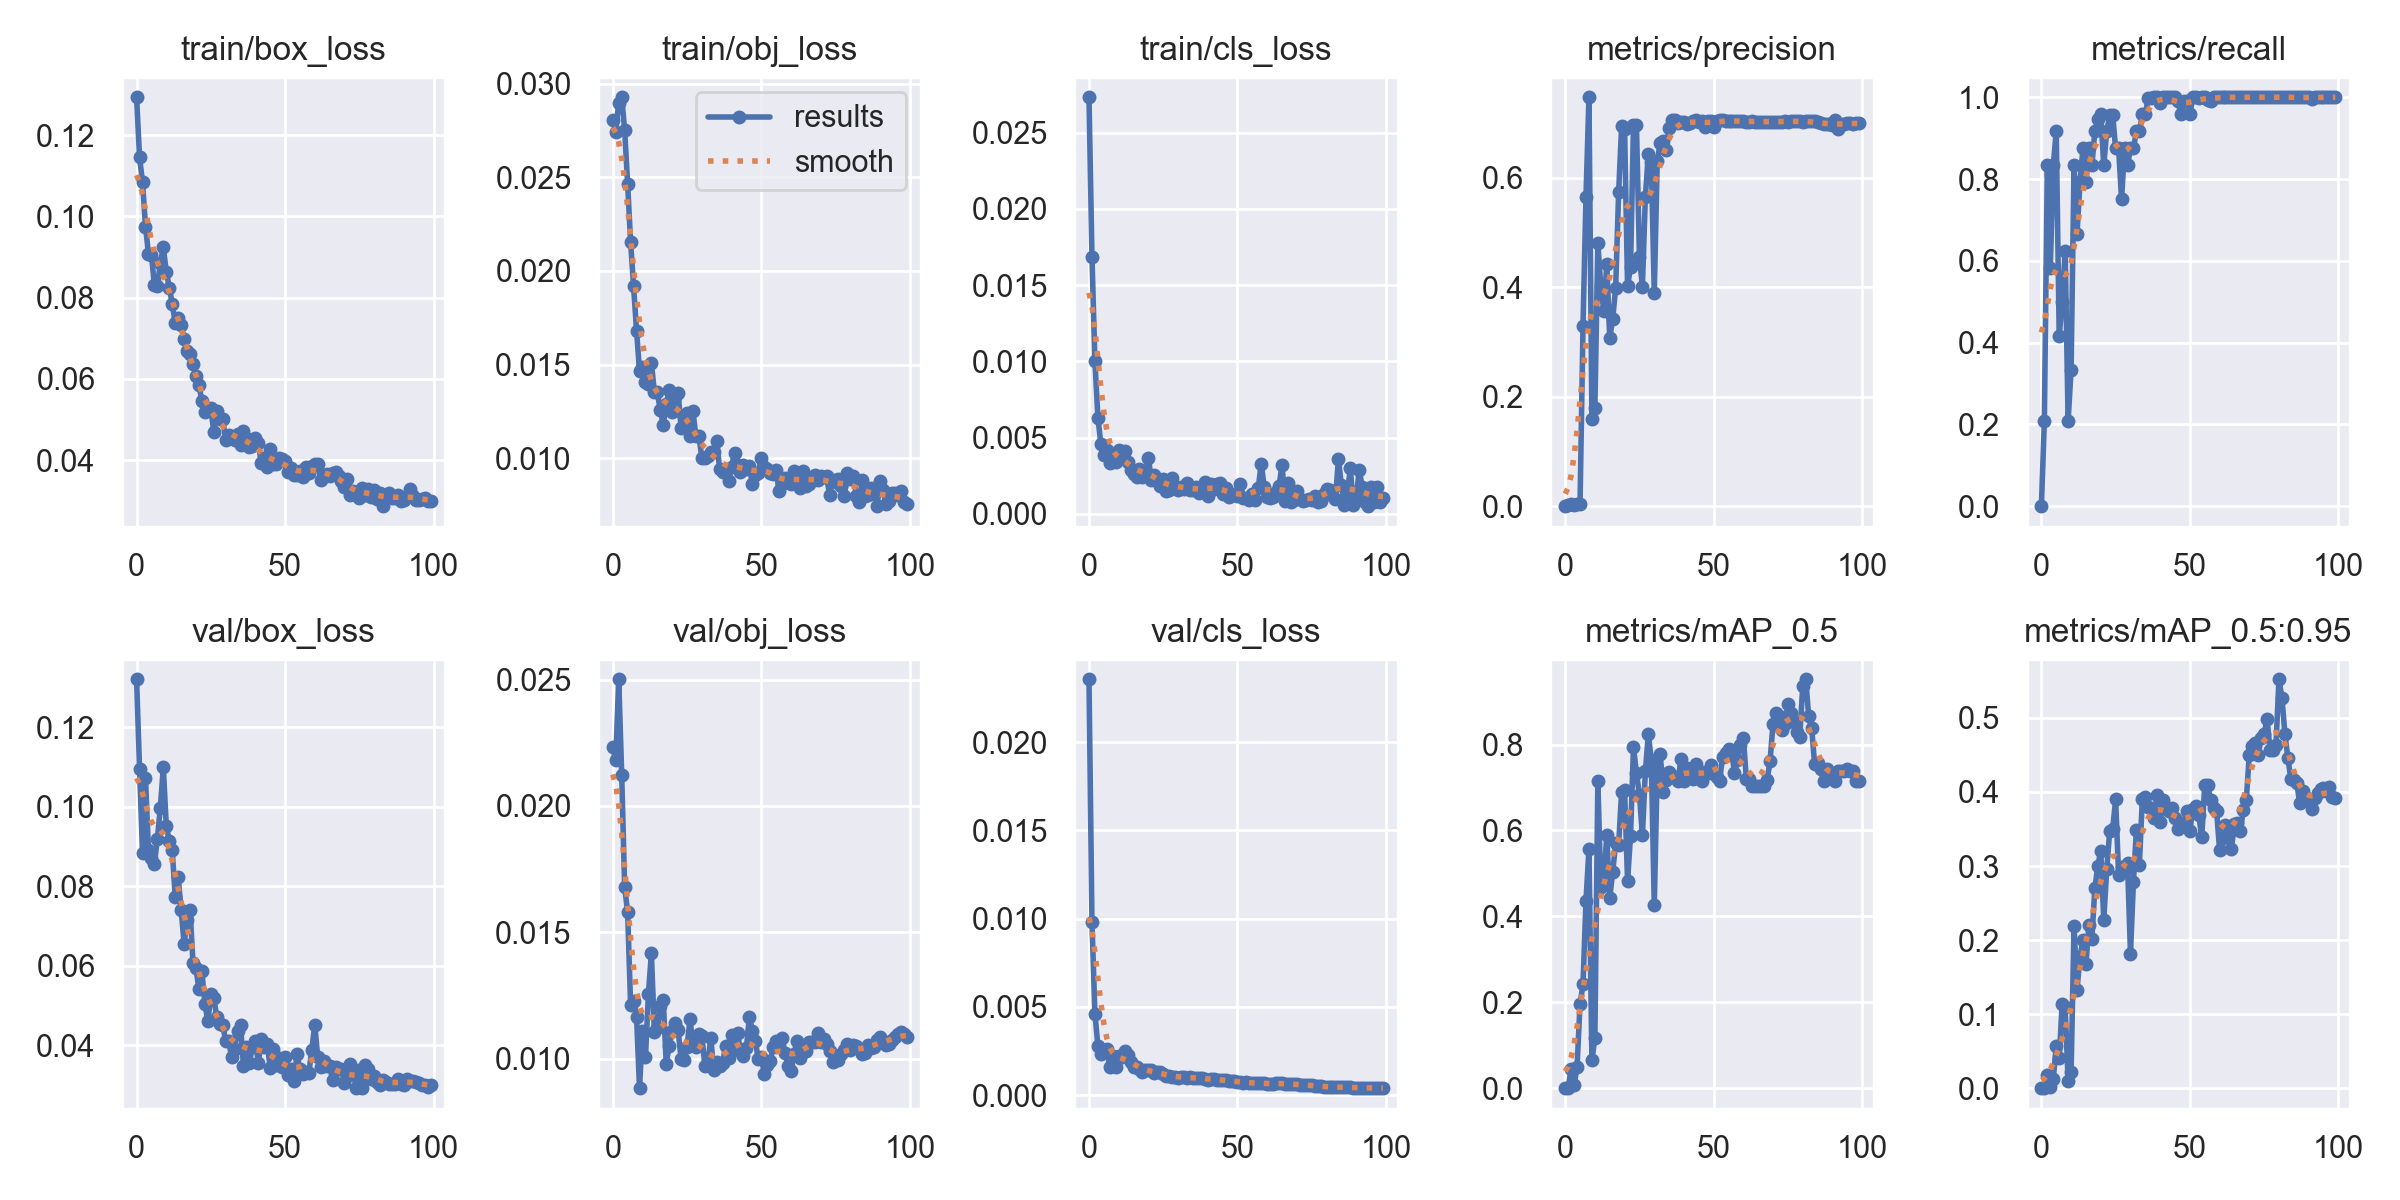 train/box_loss
0.12
0.10
0.08
0.06
0.04
0 50 100
train/obj_loss
0.030
0.025
0.020
0.015
0.010
results
smooth
0 50 100
train/cls_loss
0.025
0.020
0.015
0.010
0.005
0.000
0 50 100
metrics/precision
0.6
0.4
0.2
0.0
0 50 100
metrics/recall
1.0
0.8
0.6
0.4
0.2
0.0
0 50 100
val/box_loss
0.12
0.10
0.08
0.06
0.04
0 50 100
val/obj_loss
0.025
0.020
0.015
0.010
0 50 100
val/cls_loss
0.020
0.015
0.010
0.005
0.000
0 50 100
metrics/mAP_0.5
0.8
0.6
0.4
0.2
0.0
0 50 100
metrics/mAP_0.5:0.95
0.5
0.4
0.3
0.2
0.1
0.0
0 50 100